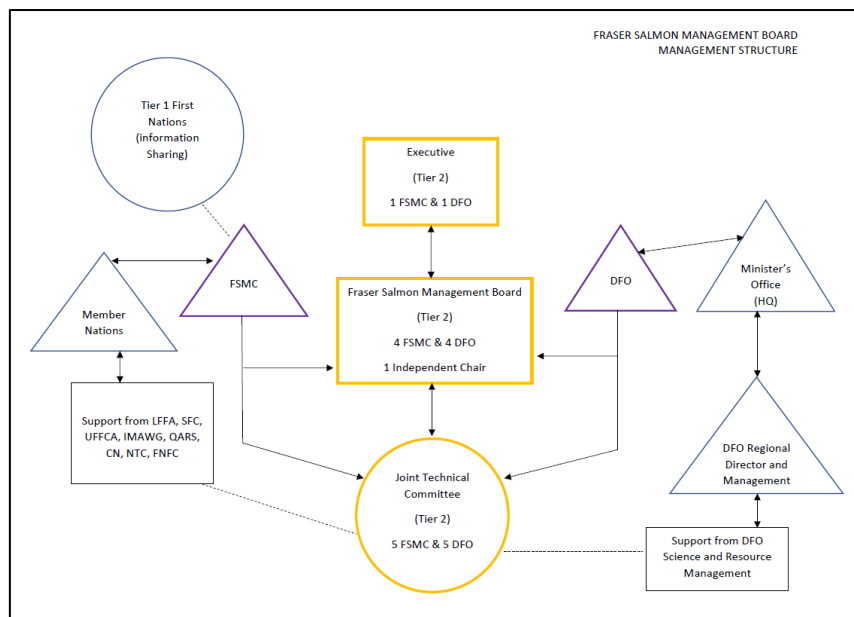 FRASER SALMON MANAGEMENT BOARD
MANAGEMENT STRUCTURE
Tier 1 First
Nations
(information
Sharing)
Executive
(Tier 2)
1 FSMC & 1 DFO
FSMC
DFO
Minister's
Office
(HQ)
Member
Nations
Fraser Salmon Management Board
(Tier 2)
4 FSMC & 4 DFO
1 Independent Chair
Support from LFFA, SFC,
UFFCA, IMAWG, QARS,
CN, NTC, FNFC
Joint Technical
Committee
(Tier 2)
5 FSMC & 5 DFO
DFO Regional
Director and
Management
Support from DFO
Science and Resource
Management